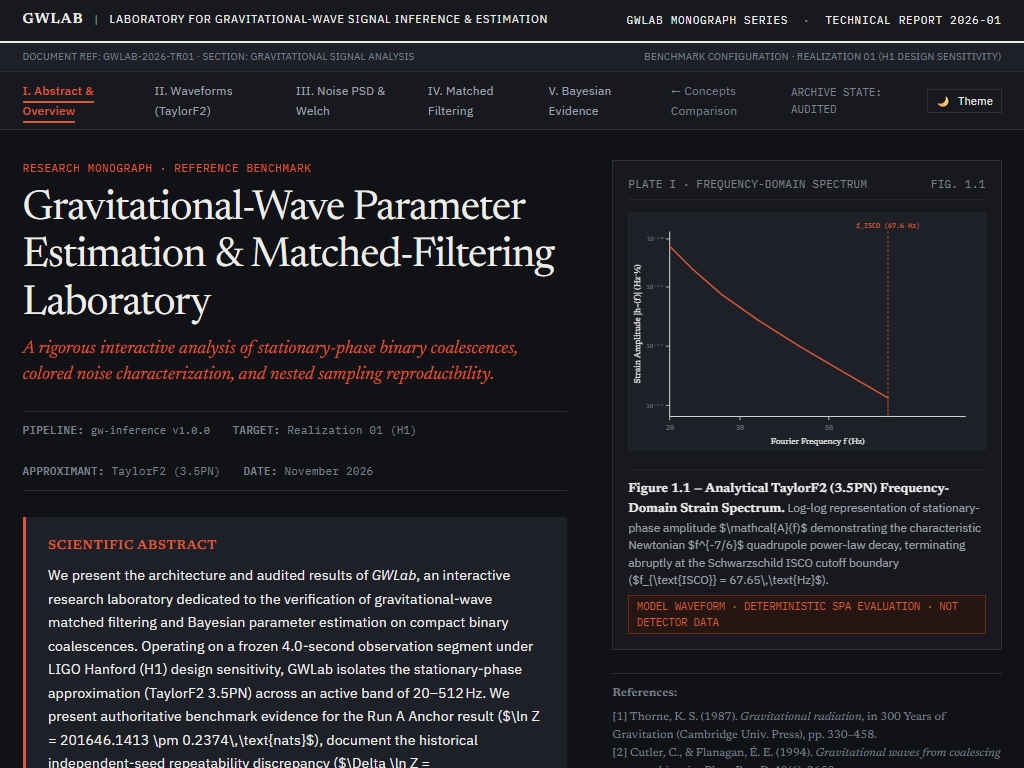 GWLAB | LABORATORY FOR GRAVITATIONAL-WAVE SIGNAL INFERENCE & ESTIMATION
GWLAB MONOGRAPH SERIES · TECHNICAL REPORT 2026-01
DOCUMENT REF: GWLAB-2026-TR01 · SECTION: GRAVITATIONAL SIGNAL ANALYSIS
BENCHMARK CONFIGURATION · REALIZATION 01 (H1 DESIGN SENSITIVITY)
I. Abstract &
Overview
II. Waveforms
(TaylorF2)
III. Noise PSD &
Welch
IV. Matched
Filtering
V. Bayesian
Evidence
← Concepts
Comparison
ARCHIVE STATE:
AUDITED
🌙 Theme
RESEARCH MONOGRAPH · REFERENCE BENCHMARK
Gravitational-Wave Parameter
Estimation & Matched-Filtering
Laboratory
A rigorous interactive analysis of stationary-phase binary coalescences,
colored noise characterization, and nested sampling reproducibility.
PIPELINE: gw-inference v1.0.0 TARGET: Realization 01 (H1)
APPROXIMANT: TaylorF2 (3.5PN) DATE: November 2026
SCIENTIFIC ABSTRACT
We present the architecture and audited results of GWLab, an interactive
research laboratory dedicated to the verification of gravitational-wave
matched filtering and Bayesian parameter estimation on compact binary
coalescences. Operating on a frozen 4.0-second observation segment under
LIGO Hanford (H1) design sensitivity, GWLab isolates the stationary-phase
approximation (TaylorF2 3.5PN) across an active band of 20–512 Hz. We
present authoritative benchmark evidence for the Run A Anchor result ($\ln Z
= 201646.1413 \pm 0.2374\,\text{nats}$), document the historical
independent-seed repeatability discrepancy ($\Delta \ln Z =
PLATE I · FREQUENCY-DOMAIN SPECTRUM FIG. 1.1
f_ISCO (67.6 Hz)
20 30 50
Fourier Frequency f (Hz)
Figure 1.1 — Analytical TaylorF2 (3.5PN) Frequency-
Domain Strain Spectrum. Log-log representation of stationary-
phase amplitude $\mathcal{A}(f)$ demonstrating the characteristic
Newtonian $f^{-7/6}$ quadrupole power-law decay, terminating
abruptly at the Schwarzschild ISCO cutoff boundary
($f_{\text{ISCO}} = 67.65\,\text{Hz}$).
MODEL WAVEFORM · DETERMINISTIC SPA EVALUATION · NOT
DETECTOR DATA
References:
[1] Thorne, K. S. (1987). Gravitational radiation, in 300 Years of
Gravitation (Cambridge Univ. Press), pp. 330–458.
[2] Cutler, C., & Flanagan, É. E. (1994). Gravitational waves from coalescing